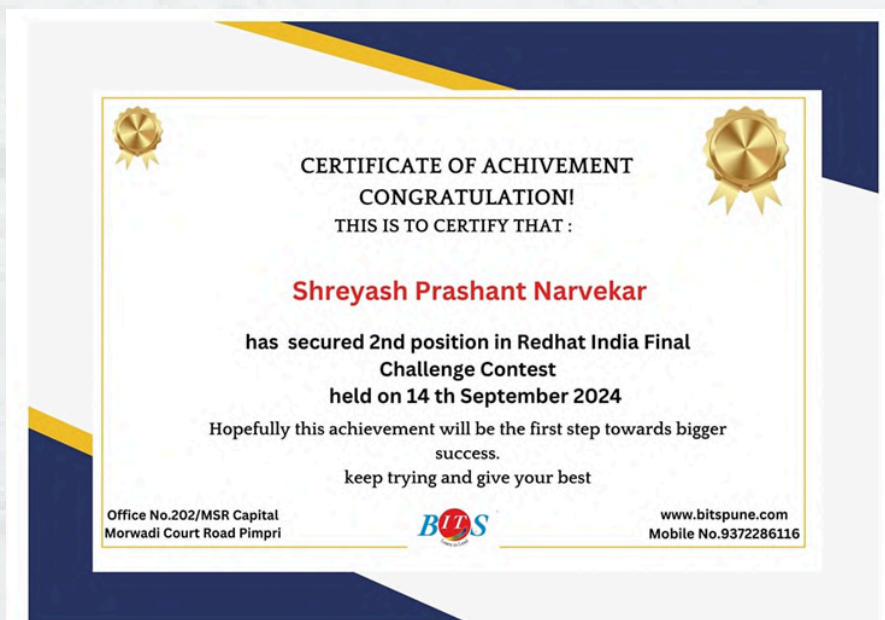 CERTIFICATE OF ACHIVEMENT
CONGRATULATION!
THIS IS TO CERTIFY THAT :
Shreyash Prashant Narvekar
has secured 2nd position in Redhat India Final
Challenge Contest
held on 14 th September 2024
Hopefully this achievement will be the first step towards bigger
success.
keep trying and give your best
Office No.202/MSR Capital
Morwadi Court Road Pimpri
BITS
Learn to Lead
www.bitspune.com
Mobile No.9372286116